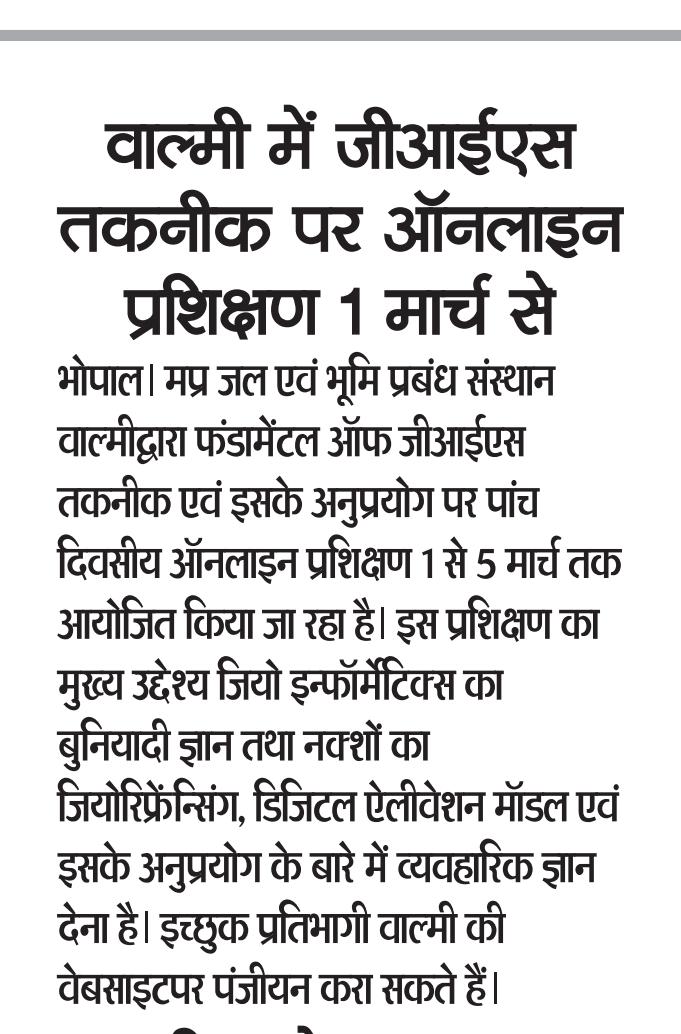 वाल्मी में जीआईएस
तकनीक पर ऑनलाइन
प्रशिक्षण 1 मार्च से
भोपाल| मप्र जल एवं भूमि प्रबंध संस्थान
वाल्मीद्वारा फंडामेंटल ऑफ जीआईएस
तकनीक एवं इसके अनुप्रयोग पर पांच
दिवसीय ऑनलाइन प्रशिक्षण 1 से 5 मार्च तक
आयोजित किया जा रहा है| इस प्रशिक्षण का
मुख्य उद्देश्य जियो इन्फॉर्मेटिक्स का
बुनियादी ज्ञान तथा नक्शों का
जियोरिफ्रेंन्सिंग, डिजिटल ऐलीवेशन मॉडल एवं
इसके अनुप्रयोग के बारे में व्यवहारिक ज्ञान
देना है| इच्छुक प्रतिभागी वाल्मी की
वेबसाइटपर पंजीयन करा सकते हैं|